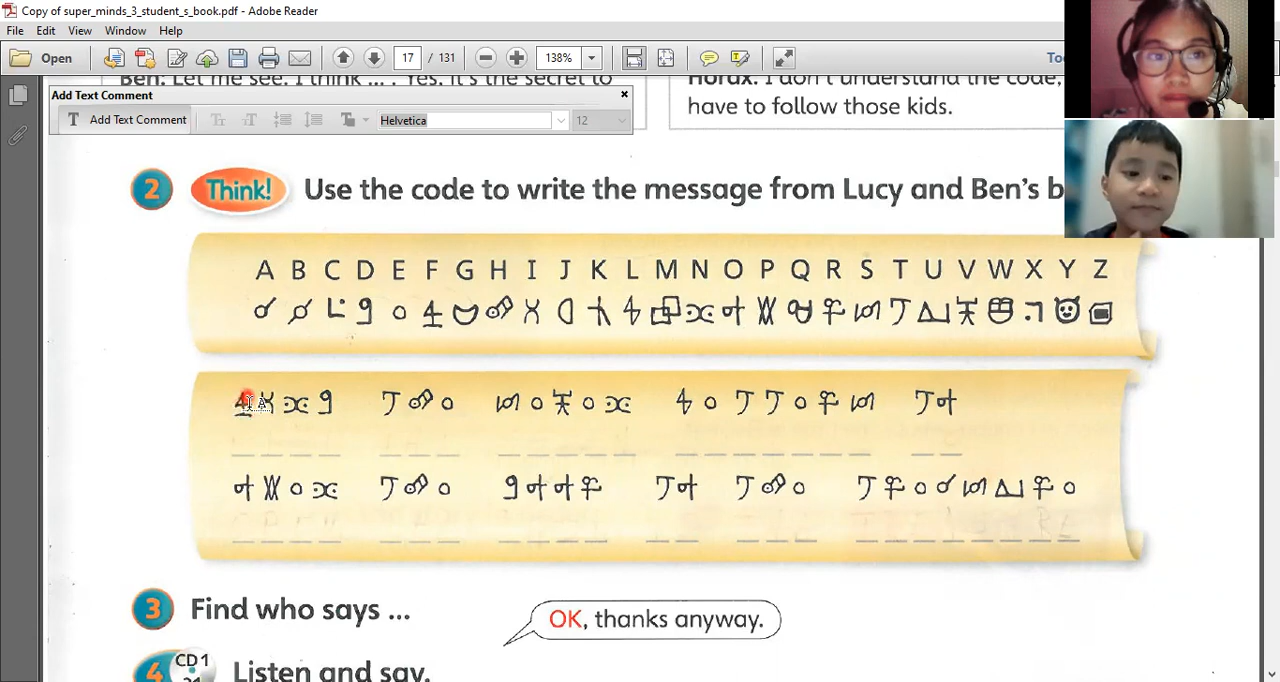 Copy of super_minds_3_student_s_book.pdf - Adobe Reader
File Edit View Window Help
Open 17 / 131 138%
Ben: Let me see. I think ... . Yes, it's the secret to
Horax: I don't understand the code,
have to follow those kids.
Add Text Comment
T Add Text Comment Helvetica 12
2 Think! Use the code to write the message from Lucy and Ben's b
A B C D E F G H I J K L M N O P Q R S T U V W X Y Z
3 Find who says ...
OK, thanks anyway.
4 CD1 Listen and say.